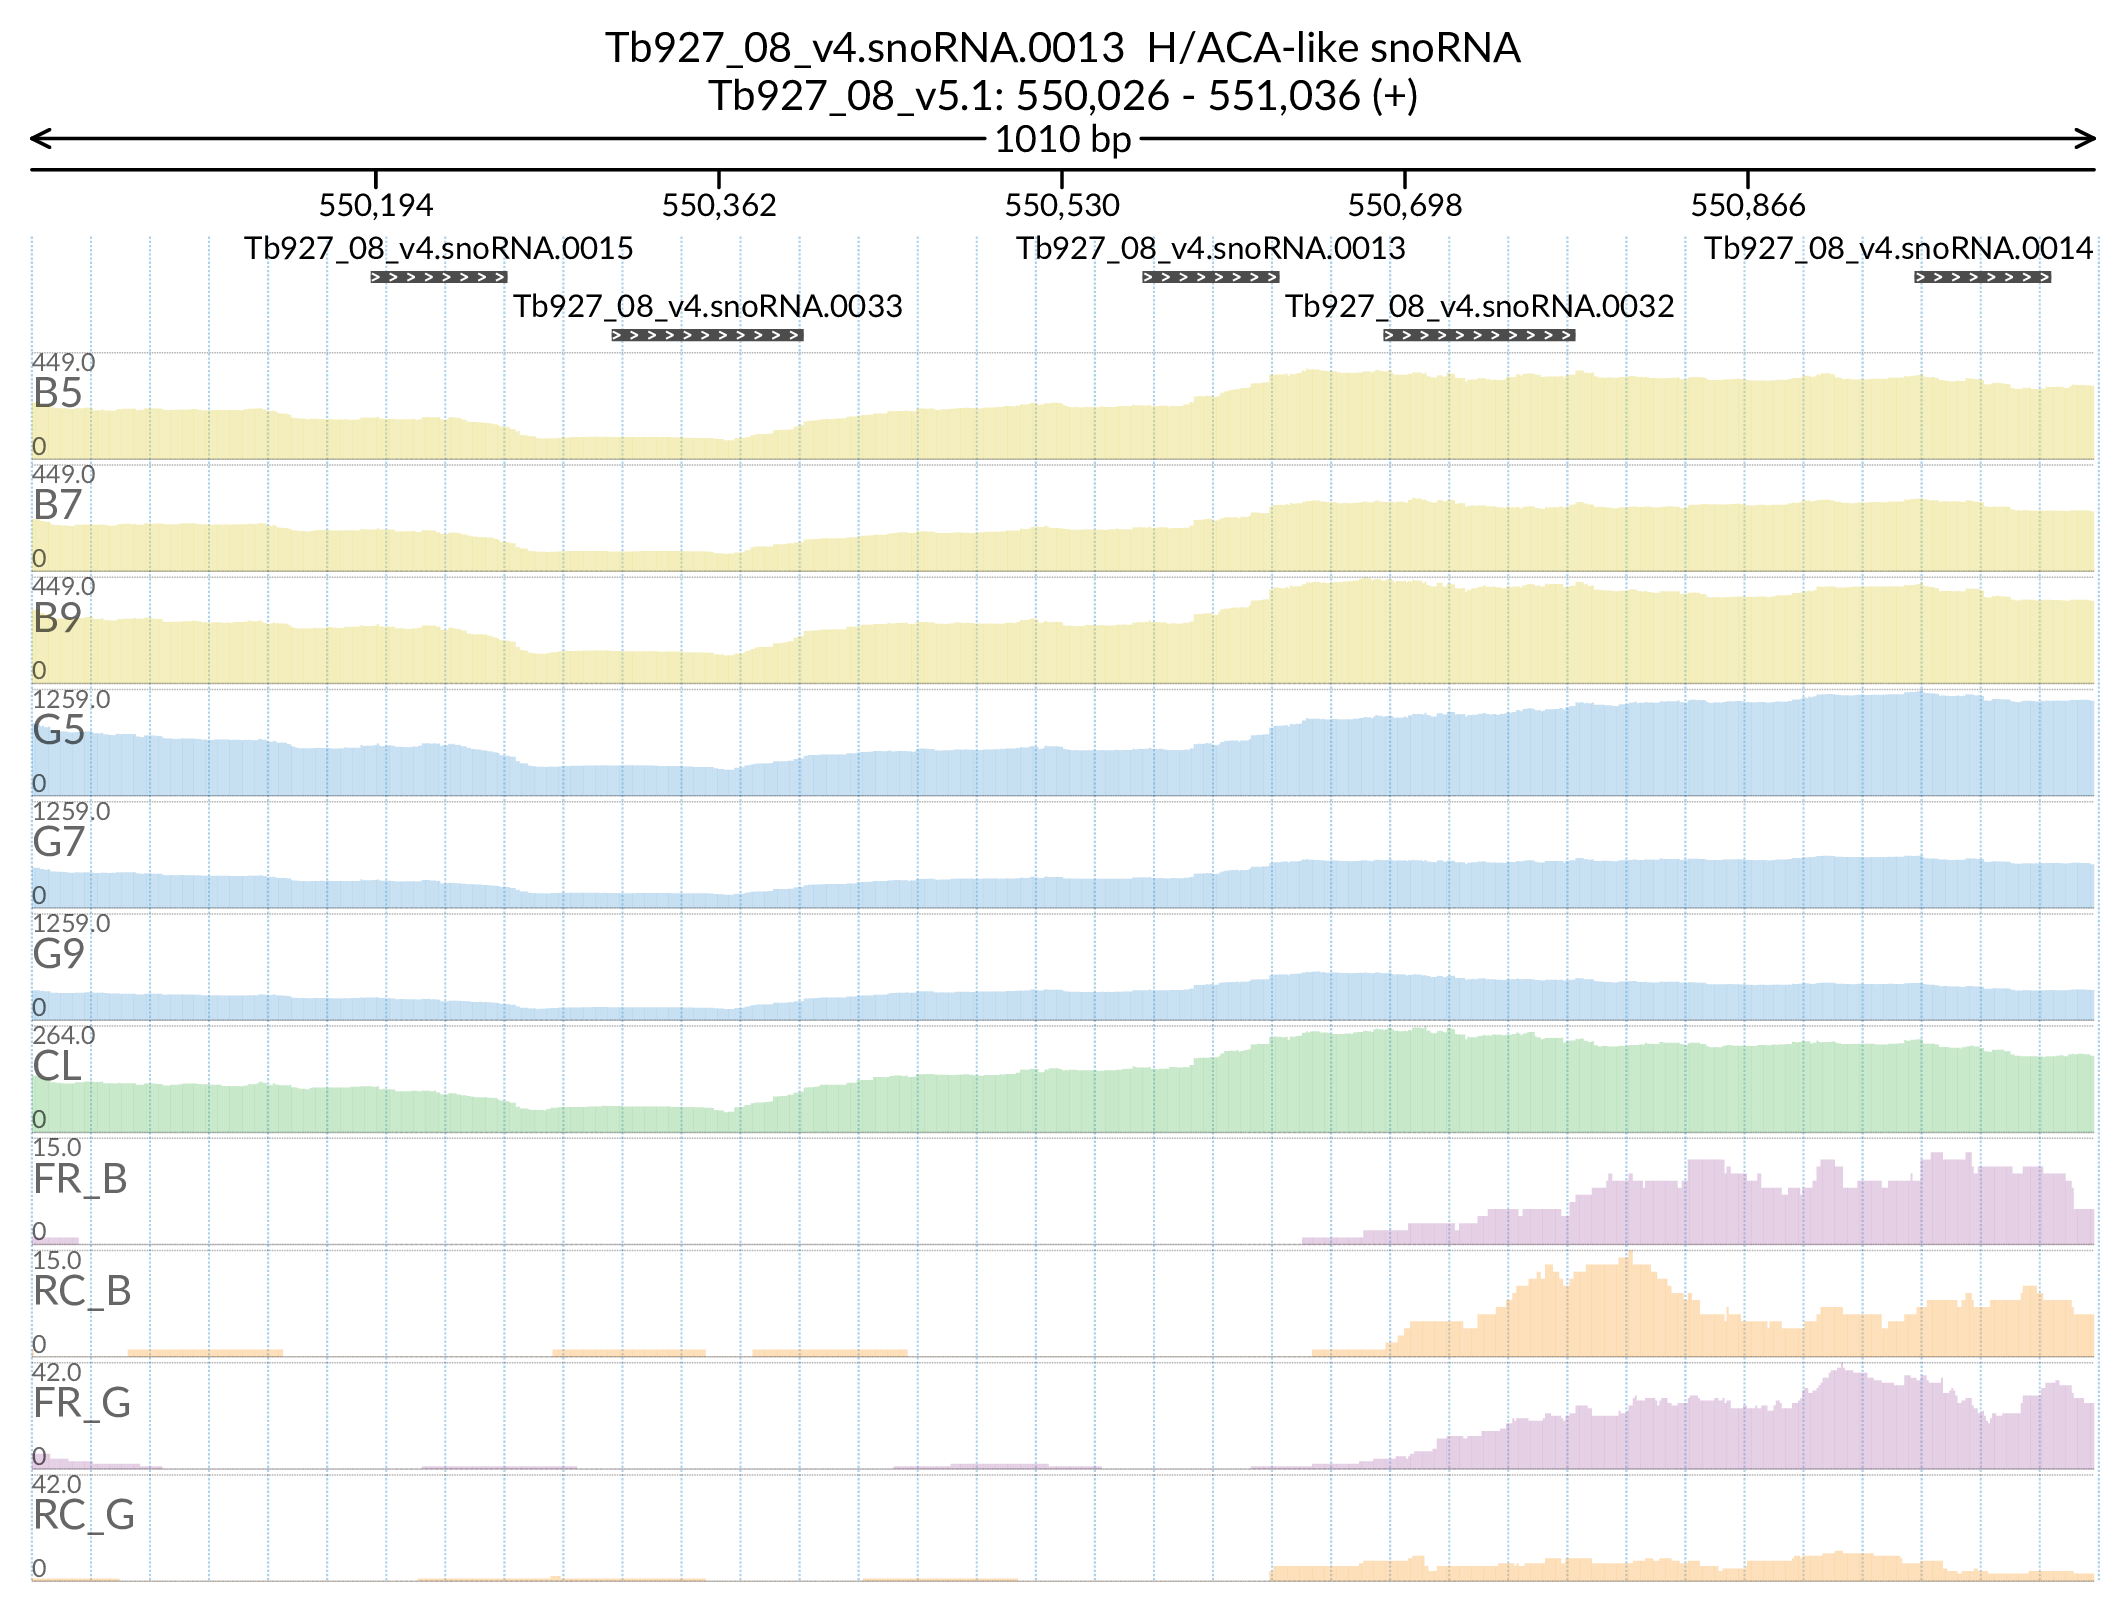 Tb927_08_v4.snoRNA.0013  H/ACA-like snoRNA
Tb927_08_v5.1: 550,026 - 551,036 (+)
1010 bp
550,194 550,362 550,530 550,698 550,866
Tb927_08_v4.snoRNA.0015 Tb927_08_v4.snoRNA.0013 Tb927_08_v4.snoRNA.0014
Tb927_08_v4.snoRNA.0033 Tb927_08_v4.snoRNA.0032
449.0
B5
0
449.0
B7
0
449.0
B9
0
1259.0
G5
0
1259.0
G7
0
1259.0
G9
0
264.0
CL
0
15.0
FR_B
0
15.0
RC_B
0
42.0
FR_G
0
42.0
RC_G
0